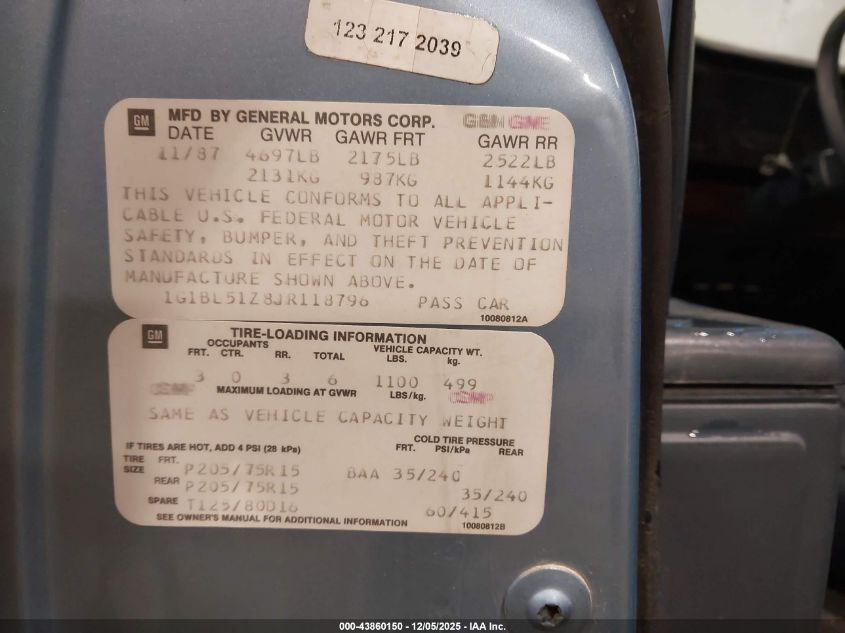 123 217 2039
GM MFD BY GENERAL MOTORS CORP.
DATE GVWR GAWR FRT GAWR RR
11/87 4697LB 2175LB 2522LB
2131KG 987KG 1144KG
THIS VEHICLE CONFORMS TO ALL APPLI-
CABLE U.S. FEDERAL MOTOR VEHICLE
SAFETY, BUMPER, AND THEFT PREVENTION
STANDARDS IN EFFECT ON THE DATE OF
MANUFACTURE SHOWN ABOVE.
1G1BL51Z8JR118796 PASS CAR
10080812A
GM TIRE-LOADING INFORMATION
OCCUPANTS VEHICLE CAPACITY WT.
FRT. CTR. RR. TOTAL LBS. kg.
3 0 3 6 1100 499
MAXIMUM LOADING AT GVWR LBS/kg.
SAME AS VEHICLE CAPACITY WEIGHT
IF TIRES ARE HOT, ADD 4 PSI (28 kPa) COLD TIRE PRESSURE
TIRE SIZE FRT. FRT. PSI/kPa REAR
P205/75R15 BAA 35/240
REAR P205/75R15 35/240
SPARE T125/80D16 60/415
SEE OWNER'S MANUAL FOR ADDITIONAL INFORMATION 10080812B
000-43860150 - 12/05/2025 - IAA Inc.